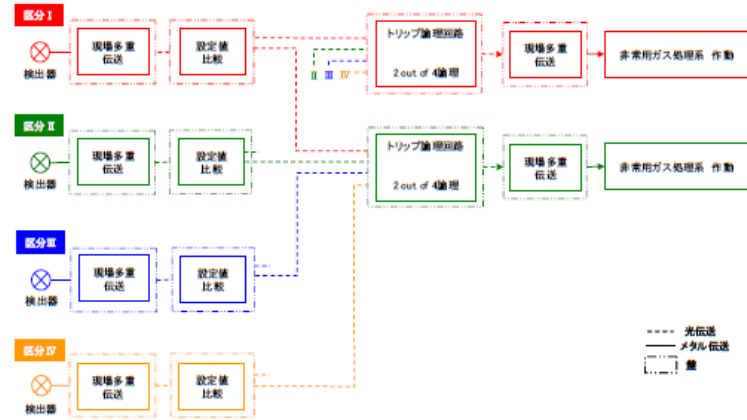 区分Ⅰ
検出器
現場多重
伝送
設定値
比較
Ⅱ Ⅲ Ⅳ
トリップ論理回路
2 out of 4論理
現場多重
伝送
非常用ガス処理系 作動
区分Ⅱ
検出器
現場多重
伝送
設定値
比較
トリップ論理回路
2 out of 4論理
現場多重
伝送
非常用ガス処理系 作動
区分Ⅲ
検出器
現場多重
伝送
設定値
比較
区分Ⅳ
検出器
現場多重
伝送
設定値
比較
光伝送
メタル伝送
盤